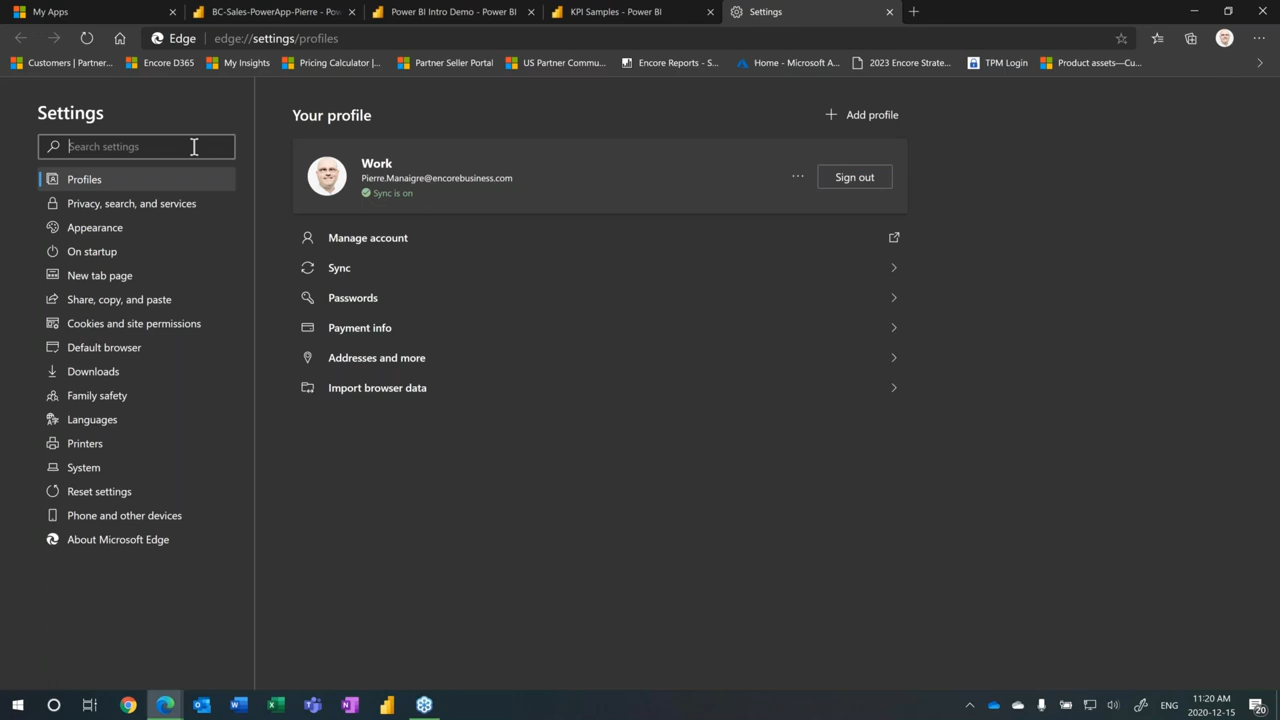 My Apps
BC-Sales-PowerApp-Pierre - Pow
Power BI Intro Demo - Power BI
KPI Samples - Power BI
Settings
Edge
edge://settings/profiles
Customers | Partner...
Encore D365
My Insights
Pricing Calculator |...
Partner Seller Portal
US Partner Commu...
Encore Reports - S...
Home - Microsoft A...
2023 Encore Strate...
TPM Login
Product assets—Cu...
Settings
Search settings
Profiles
Privacy, search, and services
Appearance
On startup
New tab page
Share, copy, and paste
Cookies and site permissions
Default browser
Downloads
Family safety
Languages
Printers
System
Reset settings
Phone and other devices
About Microsoft Edge
Your profile
Add profile
Work
Pierre.Manaigre@encorebusiness.com
Sync is on
Sign out
Manage account
Sync
Passwords
Payment info
Addresses and more
Import browser data
ENG
11:20 AM
2020-12-15
20